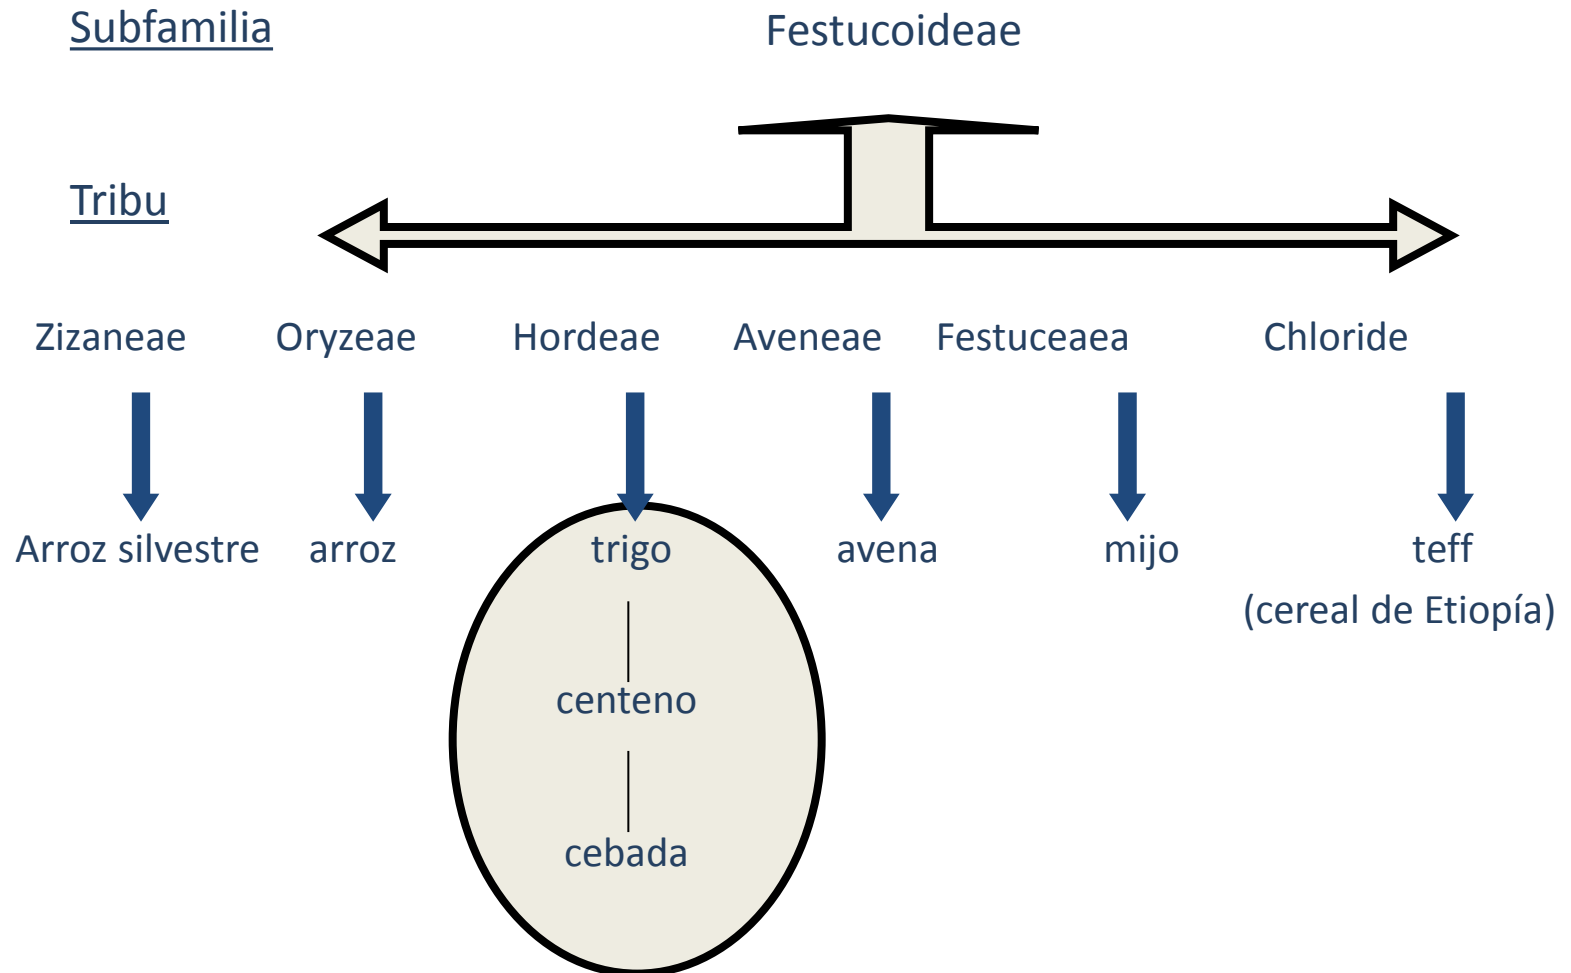 Subfamilia
Festucoideae
Tribu
Zizaneae
Oryzeae
Hordeae
Aveneae
Festuceaea
Chloride
Arroz silvestre
arroz
trigo
avena
mijo
teff
(cereal de Etiopía)
centeno
cebada